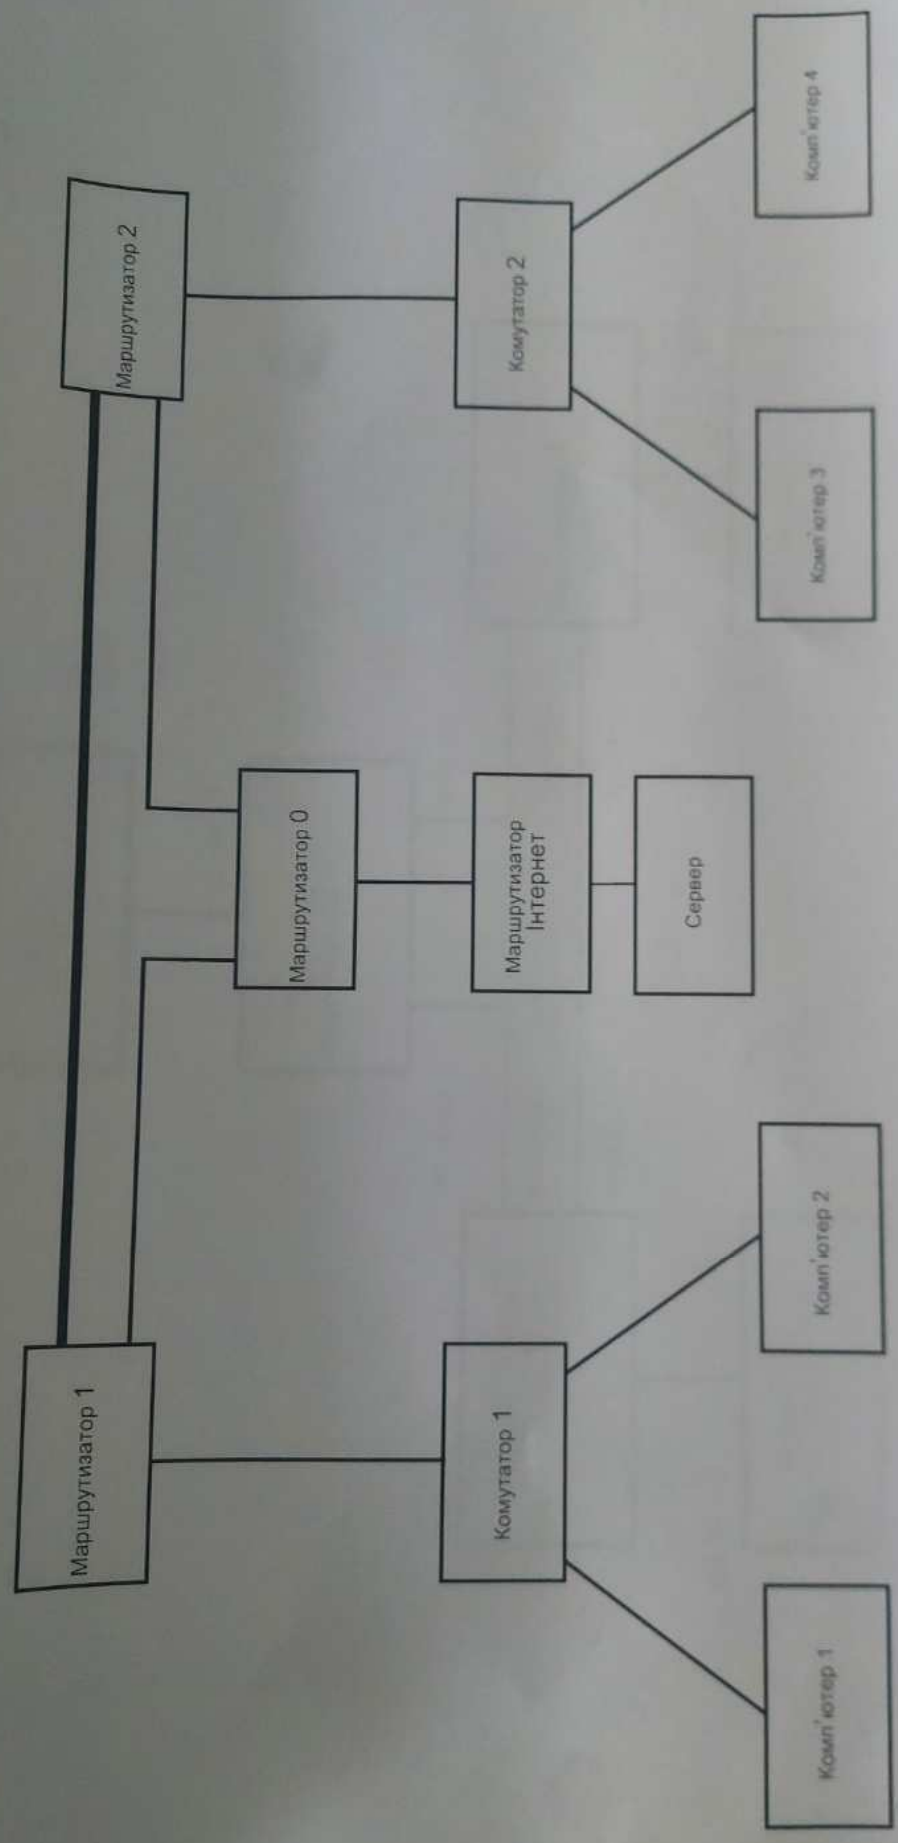 Маршрутизатор 1
Маршрутизатор 2
Маршрутизатор 0
Комутатор 1
Маршрутизатор
Інтернет
Комутатор 2
Сервер
Комп'ютер 1
Комп'ютер 2
Комп'ютер 3
Комп'ютер 4